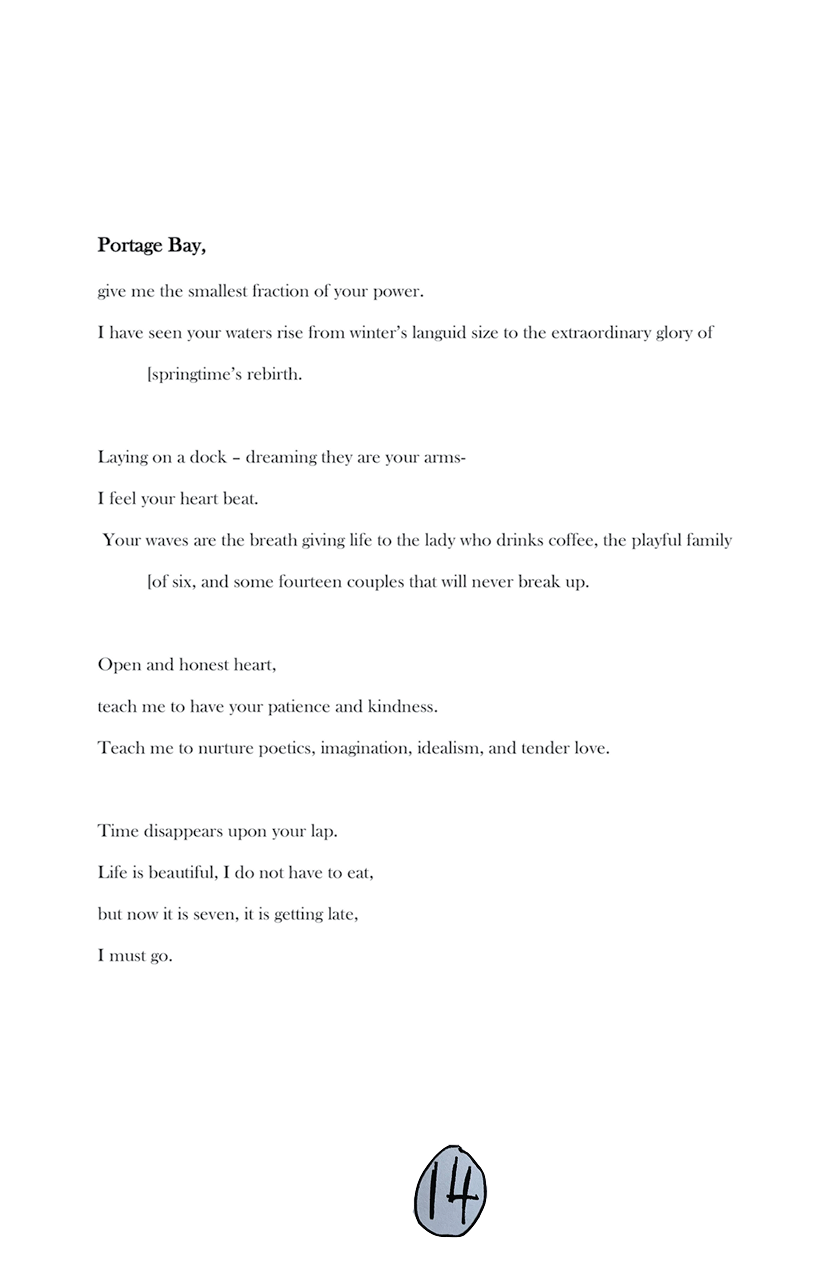 Portage Bay,
give me the smallest fraction of your power.
I have seen your waters rise from winter’s languid size to the extraordinary glory of
[springtime’s rebirth.
Laying on a dock – dreaming they are your arms-
I feel your heart beat.
Your waves are the breath giving life to the lady who drinks coffee, the playful family
[of six, and some fourteen couples that will never break up.
Open and honest heart,
teach me to have your patience and kindness.
Teach me to nurture poetics, imagination, idealism, and tender love.
Time disappears upon your lap.
Life is beautiful, I do not have to eat,
but now it is seven, it is getting late,
I must go.
14